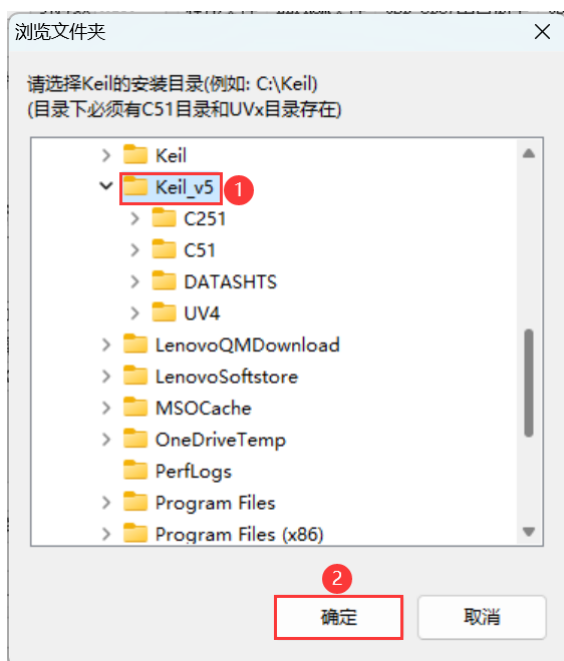 浏览文件夹
请选择Keil的安装目录(例如: C:\Keil)
(目录下必须有C51目录和UVx目录存在)
Keil
Keil_v5 1
C251
C51
DATASHTS
UV4
LenovoQMDownload
LenovoSoftstore
MSOCache
OneDriveTemp
PerfLogs
Program Files
Program Files (x86)
2
确定 取消